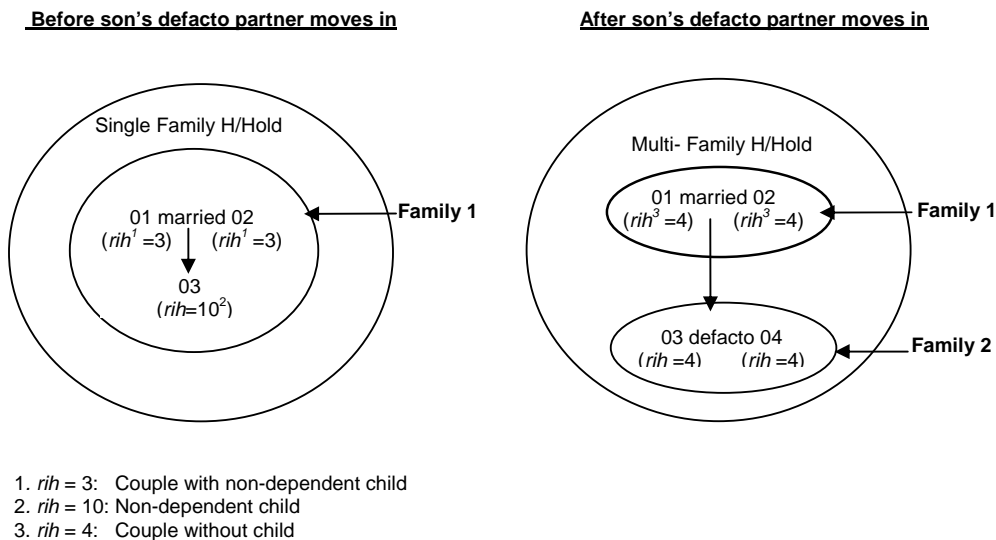 Before son's defacto partner moves in
After son's defacto partner moves in
Single Family H/Hold
01 married 02
(rih¹ =3) (rih¹ =3)
03
(rih=10²)
Family 1
Multi- Family H/Hold
01 married 02
(rih³ =4) (rih³ =4)
Family 1
03 defacto 04
(rih =4) (rih =4)
Family 2
1. rih = 3: Couple with non-dependent child
2. rih = 10: Non-dependent child
3. rih = 4: Couple without child